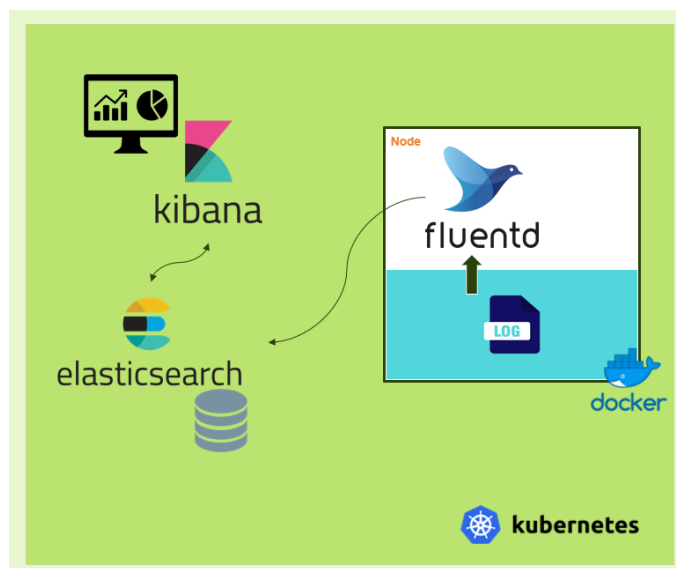 kibana
Node
fluentd
LOG
elasticsearch
docker
kubernetes